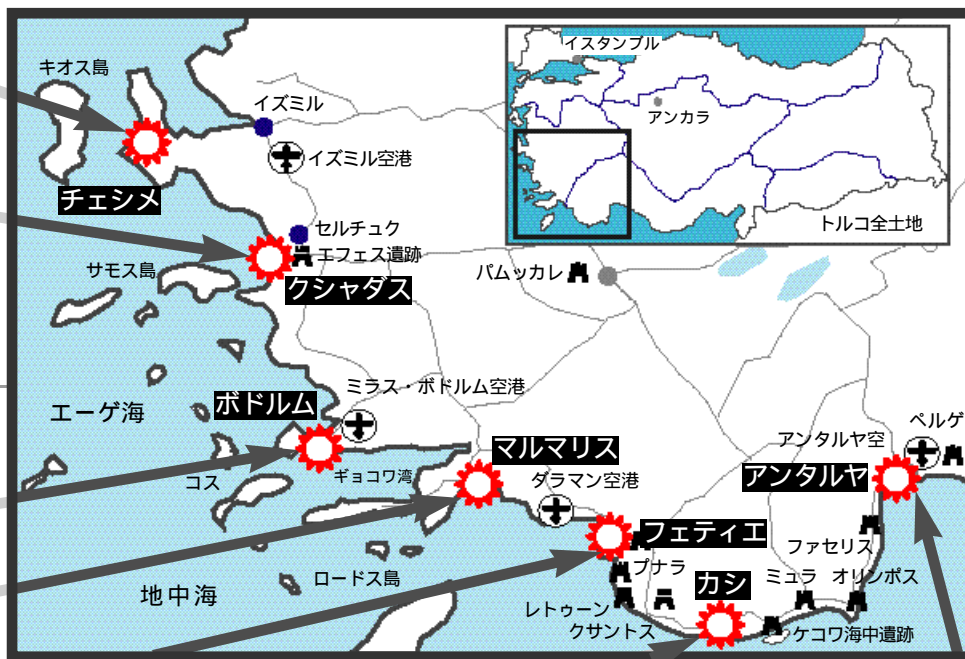 キオス島
イスタンブル
イズミル
アンカラ
イズミル空港
チェシメ
セルチュク
トルコ全土地
エフェス遺跡
サモス島
パムッカレ
クシャダス
ミラス・ボドルム空港
エーゲ海
ボドルム
ペルゲ
アンタルヤ空
マルマリス
ギョコワ湾
ダラマン空港
アンタルヤ
コス
フェティエ
ファセリス
プナラ
ロードス島
カシ
ミュラ
オリンポス
地中海
レトゥーン
クサントス
ケコワ海中遺跡